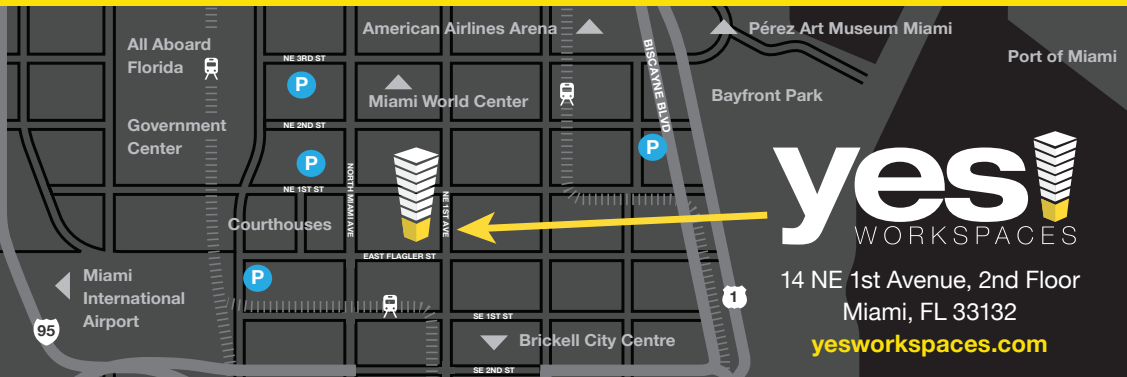 American Airlines Arena
Pérez Art Museum Miami
All Aboard
Florida
NE 3RD ST
BISCAYNE BLVD
Port of Miami
P
Miami World Center
Bayfront Park
Government
Center
NE 2ND ST
P
P
NORTH MIAMI AVE
NE 1ST ST
NE 1ST AVE
Courthouses
EAST FLAGLER ST
yes!
WORKSPACES
14 NE 1st Avenue, 2nd Floor
Miami, FL 33132
yesworkspaces.com
Miami
International
Airport
P
95
1
SE 1ST ST
Brickell City Centre
SE 2ND ST